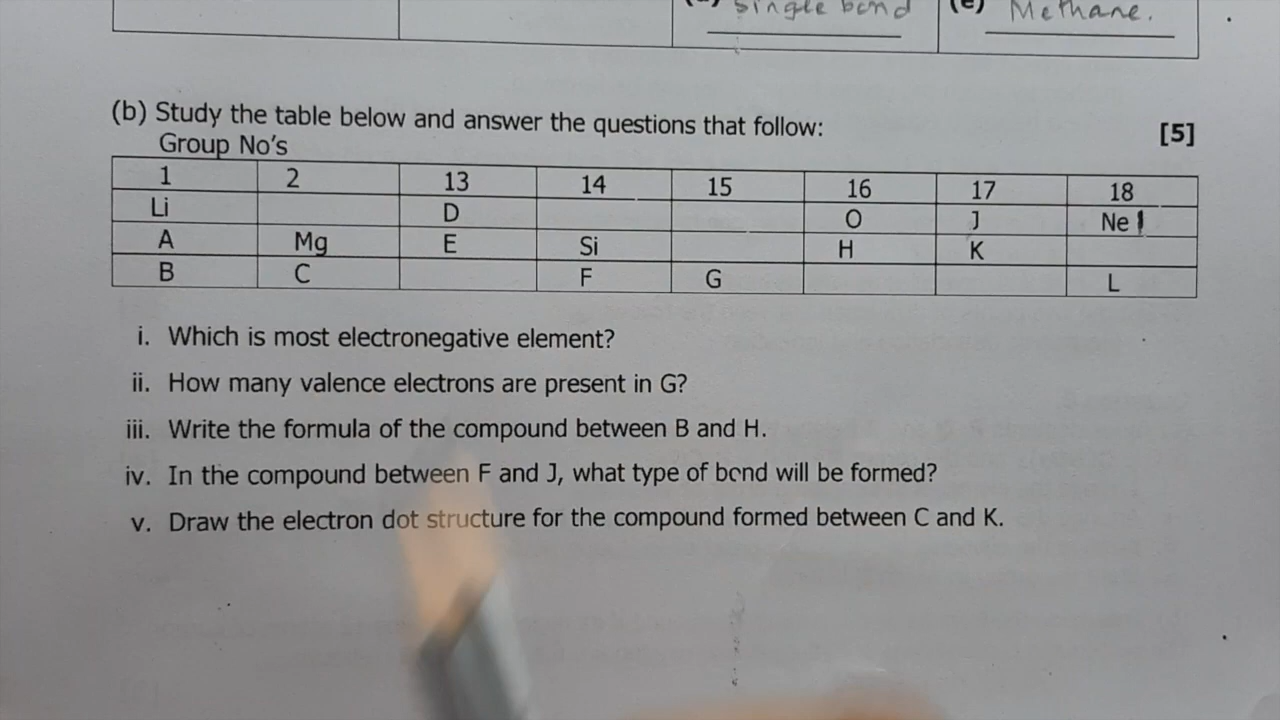 single bond (e) Methane.
(b) Study the table below and answer the questions that follow: [5]
Group No's
1 2 13 14 15 16 17 18
Li D O J Ne
A Mg E Si H K
B C F G L
i. Which is most electronegative element?
ii. How many valence electrons are present in G?
iii. Write the formula of the compound between B and H.
iv. In the compound between F and J, what type of bond will be formed?
v. Draw the electron dot structure for the compound formed between C and K.